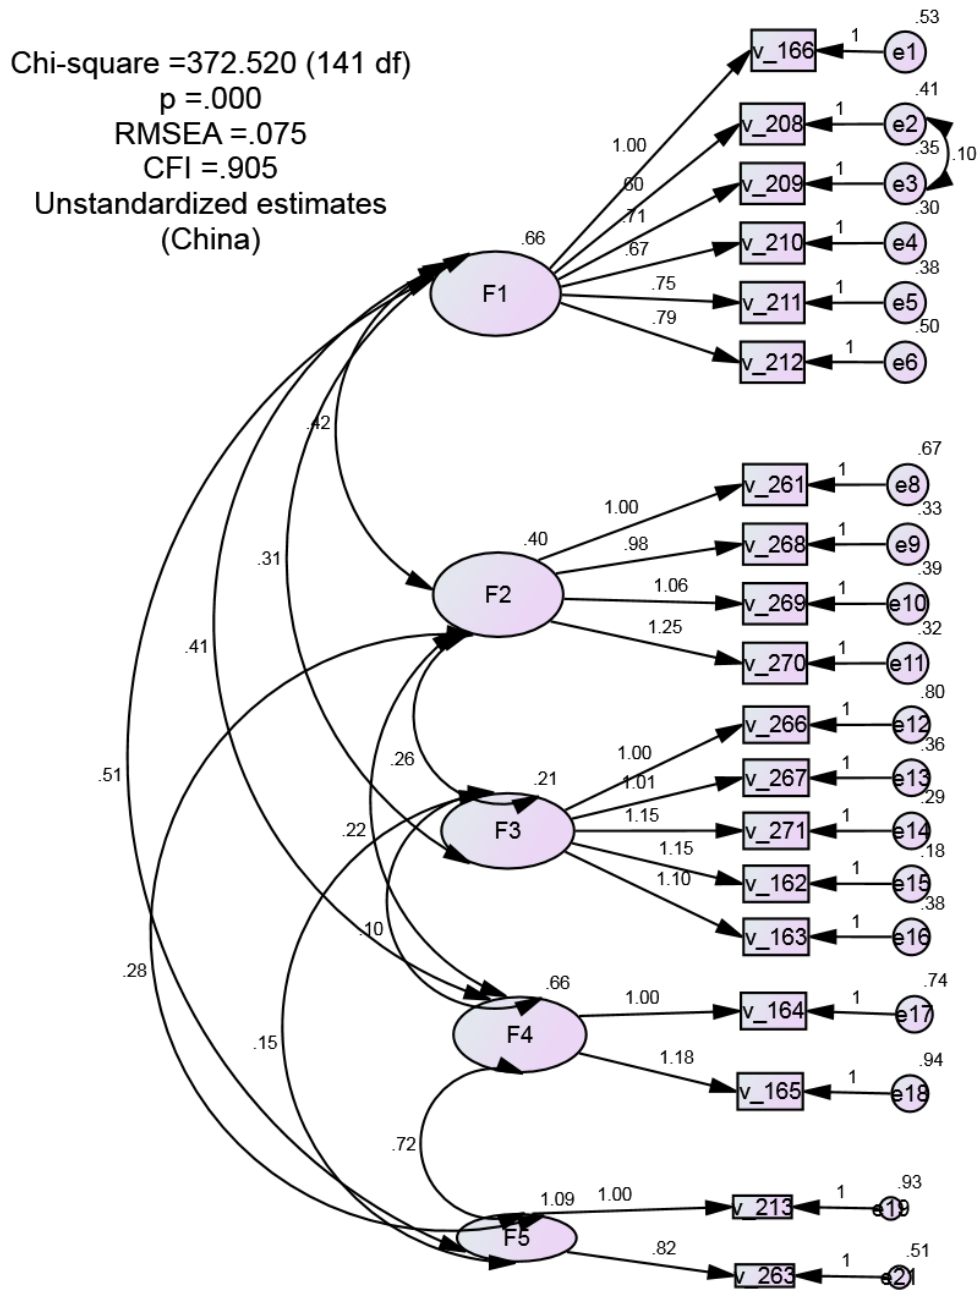 Chi-square =372.520 (141 df)
p =.000
RMSEA =.075
CFI =.905
Unstandardized estimates
(China)
.53
v_166
1
e1
.41
1.00
v_208
1
e2
.35
.10
.60
v_209
1
e3
.30
.66
.71
.67
v_210
1
e4
.38
F1
.75
v_211
1
e5
.50
.79
v_212
1
e6
.42
.67
1.00
v_261
1
e8
.33
.40
.98
v_268
1
e9
.39
.31
F2
1.06
v_269
1
e10
.32
.41
1.25
v_270
1
e11
.80
1.00
v_266
1
e12
.36
.26
.51
.21
1.01
v_267
1
e13
.29
.22
F3
1.15
v_271
1
e14
.18
1.15
v_162
1
e15
.38
1.10
v_163
1
e16
.10
.28
.66
.74
1.00
v_164
1
e17
F4
.15
1.18
.94
v_165
1
e18
.72
.93
1.09
1.00
v_213
1
e19
F5
.82
.51
v_263
1
e21